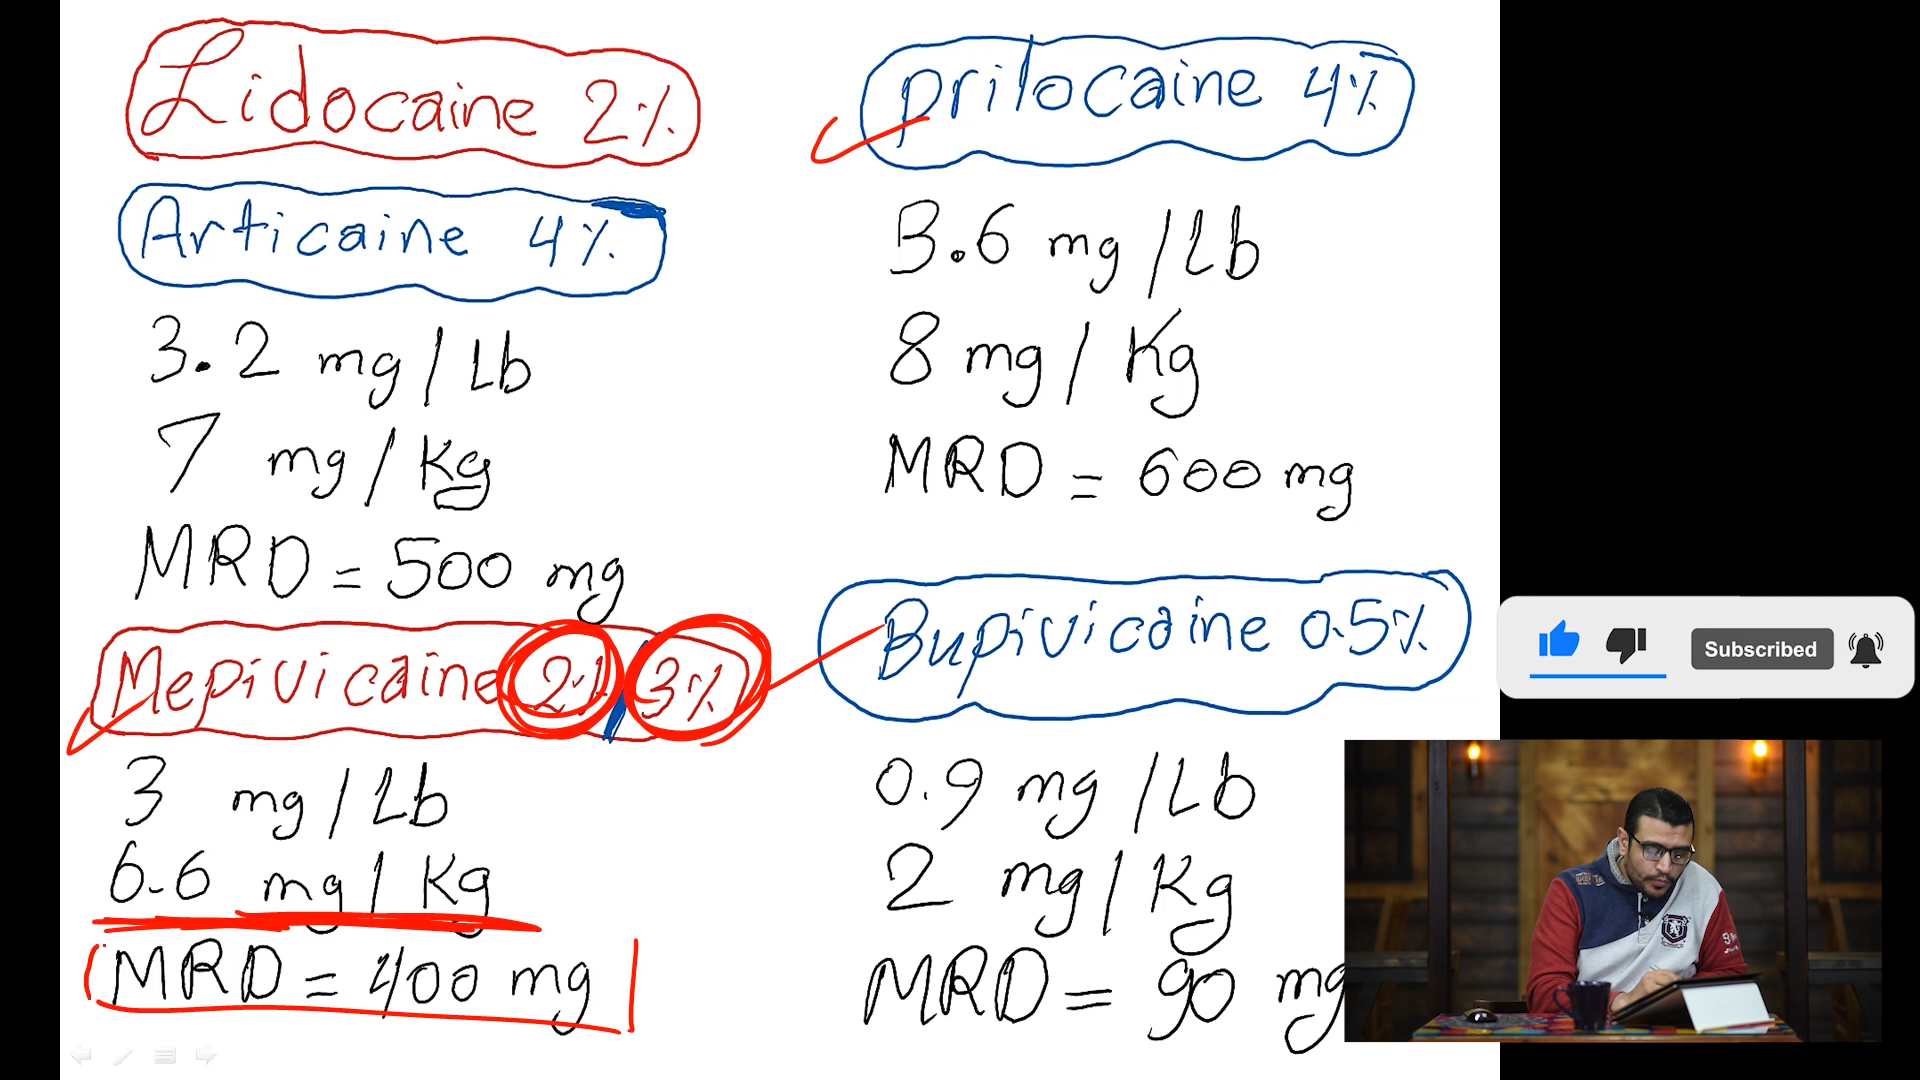 Lidocaine 2%
Articaine 4%
3.2 mg/Lb
7 mg/Kg
MRD = 500 mg
Mepivicaine 2% / 3%
3 mg/Lb
6.6 mg/Kg
MRD = 400 mg
Prilocaine 4%
3.6 mg/Lb
8 mg/Kg
MRD = 600 mg
Bupivicaine 0.5%
0.9 mg/Lb
2 mg/Kg
MRD = 90 mg
Subscribed